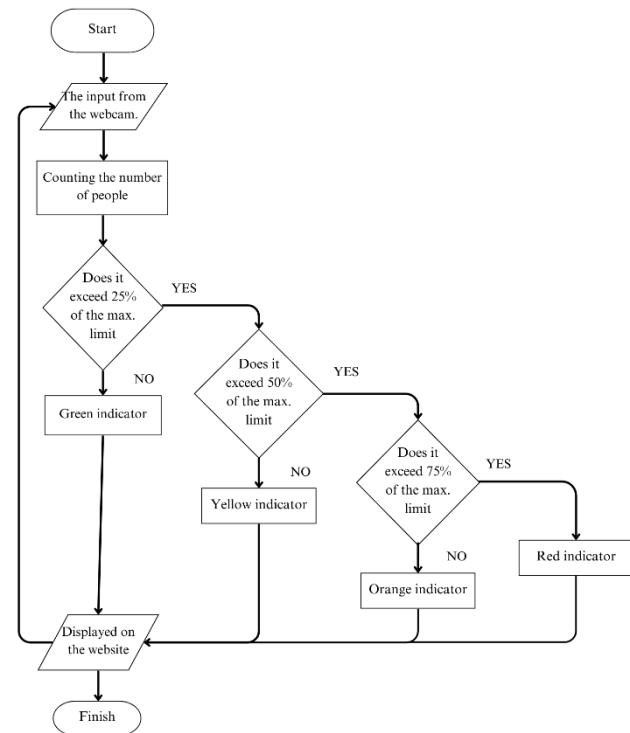 Start
The input from
the webcam.
Counting the number
of people
Does it
exceed 25%
of the max.
limit
YES
NO
Green indicator
Does it
exceed 50%
of the max.
limit
YES
NO
Yellow indicator
Does it
exceed 75%
of the max.
limit
YES
NO
Orange indicator
Red indicator
Displayed on
the website
Finish